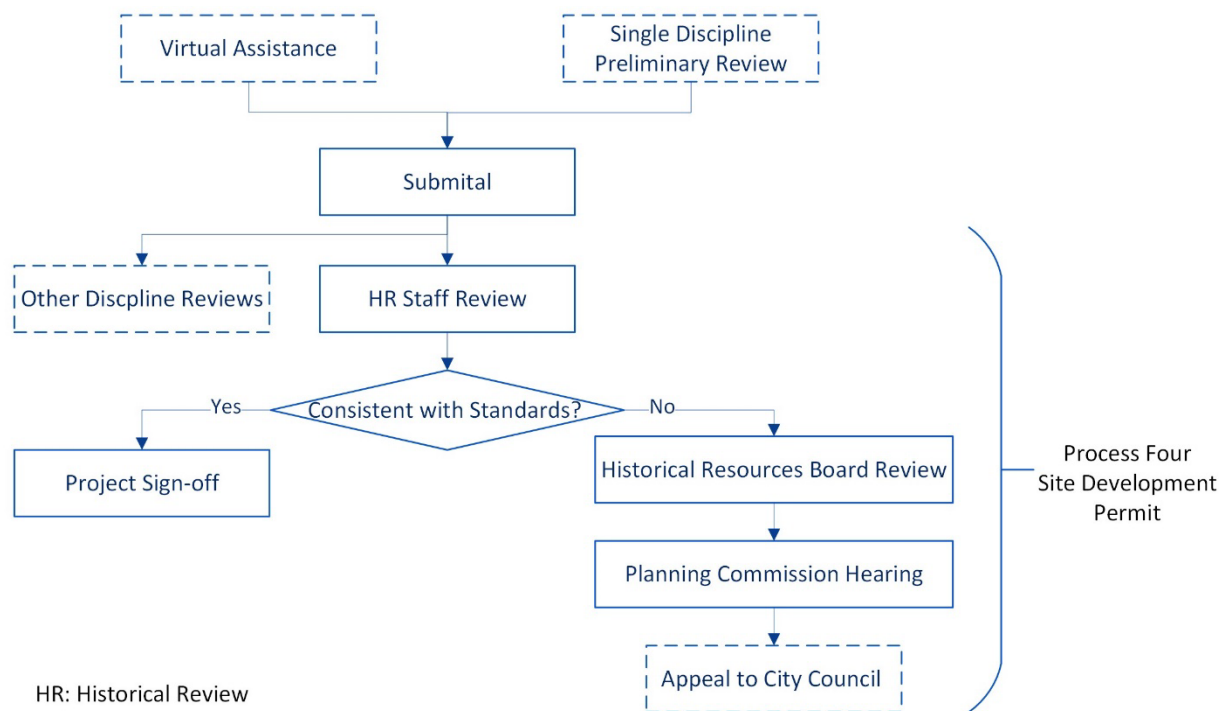 Virtual Assistance
Single Discipline
Preliminary Review
Submital
Other Discpline Reviews
HR Staff Review
Yes
Consistent with Standards?
No
Project Sign-off
Historical Resources Board Review
Process Four
Site Development
Permit
Planning Commission Hearing
Appeal to City Council
HR: Historical Review